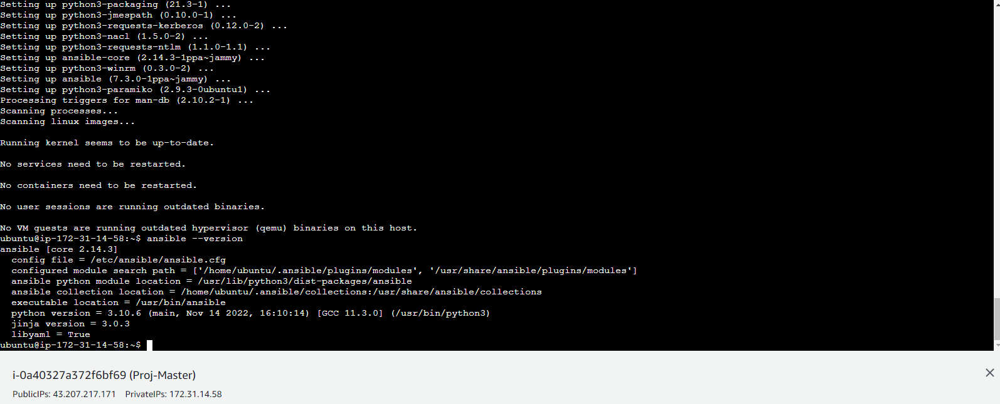 Setting up python3-packaging (21.3-1) ...
Setting up python3-jmespath (0.10.0-1) ...
Setting up python3-requests-kerberos (0.12.0-2) ...
Setting up python3-nacl (1.5.0-2) ...
Setting up python3-requests-ntlm (1.1.0-1.1) ...
Setting up ansible-core (2.14.3-1ppa~jammy) ...
Setting up python3-winrm (0.3.0-2) ...
Setting up ansible (7.3.0-1ppa~jammy) ...
Setting up python3-paramiko (2.9.3-0ubuntu1) ...
Processing triggers for man-db (2.10.2-1) ...
Scanning processes...
Scanning linux images...
Running kernel seems to be up-to-date.
No services need to be restarted.
No containers need to be restarted.
No user sessions are running outdated binaries.
No VM guests are running outdated hypervisor (qemu) binaries on this host.
ubuntu@ip-172-31-14-58:~$ ansible --version
ansible [core 2.14.3]
  config file = /etc/ansible/ansible.cfg
  configured module search path = ['/home/ubuntu/.ansible/plugins/modules', '/usr/share/ansible/plugins/modules']
  ansible python module location = /usr/lib/python3/dist-packages/ansible
  ansible collection location = /home/ubuntu/.ansible/collections:/usr/share/ansible/collections
  executable location = /usr/bin/ansible
  python version = 3.10.6 (main, Nov 14 2022, 16:10:14) [GCC 11.3.0] (/usr/bin/python3)
  jinja version = 3.0.3
  libyaml = True
ubuntu@ip-172-31-14-58:~$
i-0a40327a372f6bf69 (Proj-Master)
PublicIPs: 43.207.217.171 PrivateIPs: 172.31.14.58